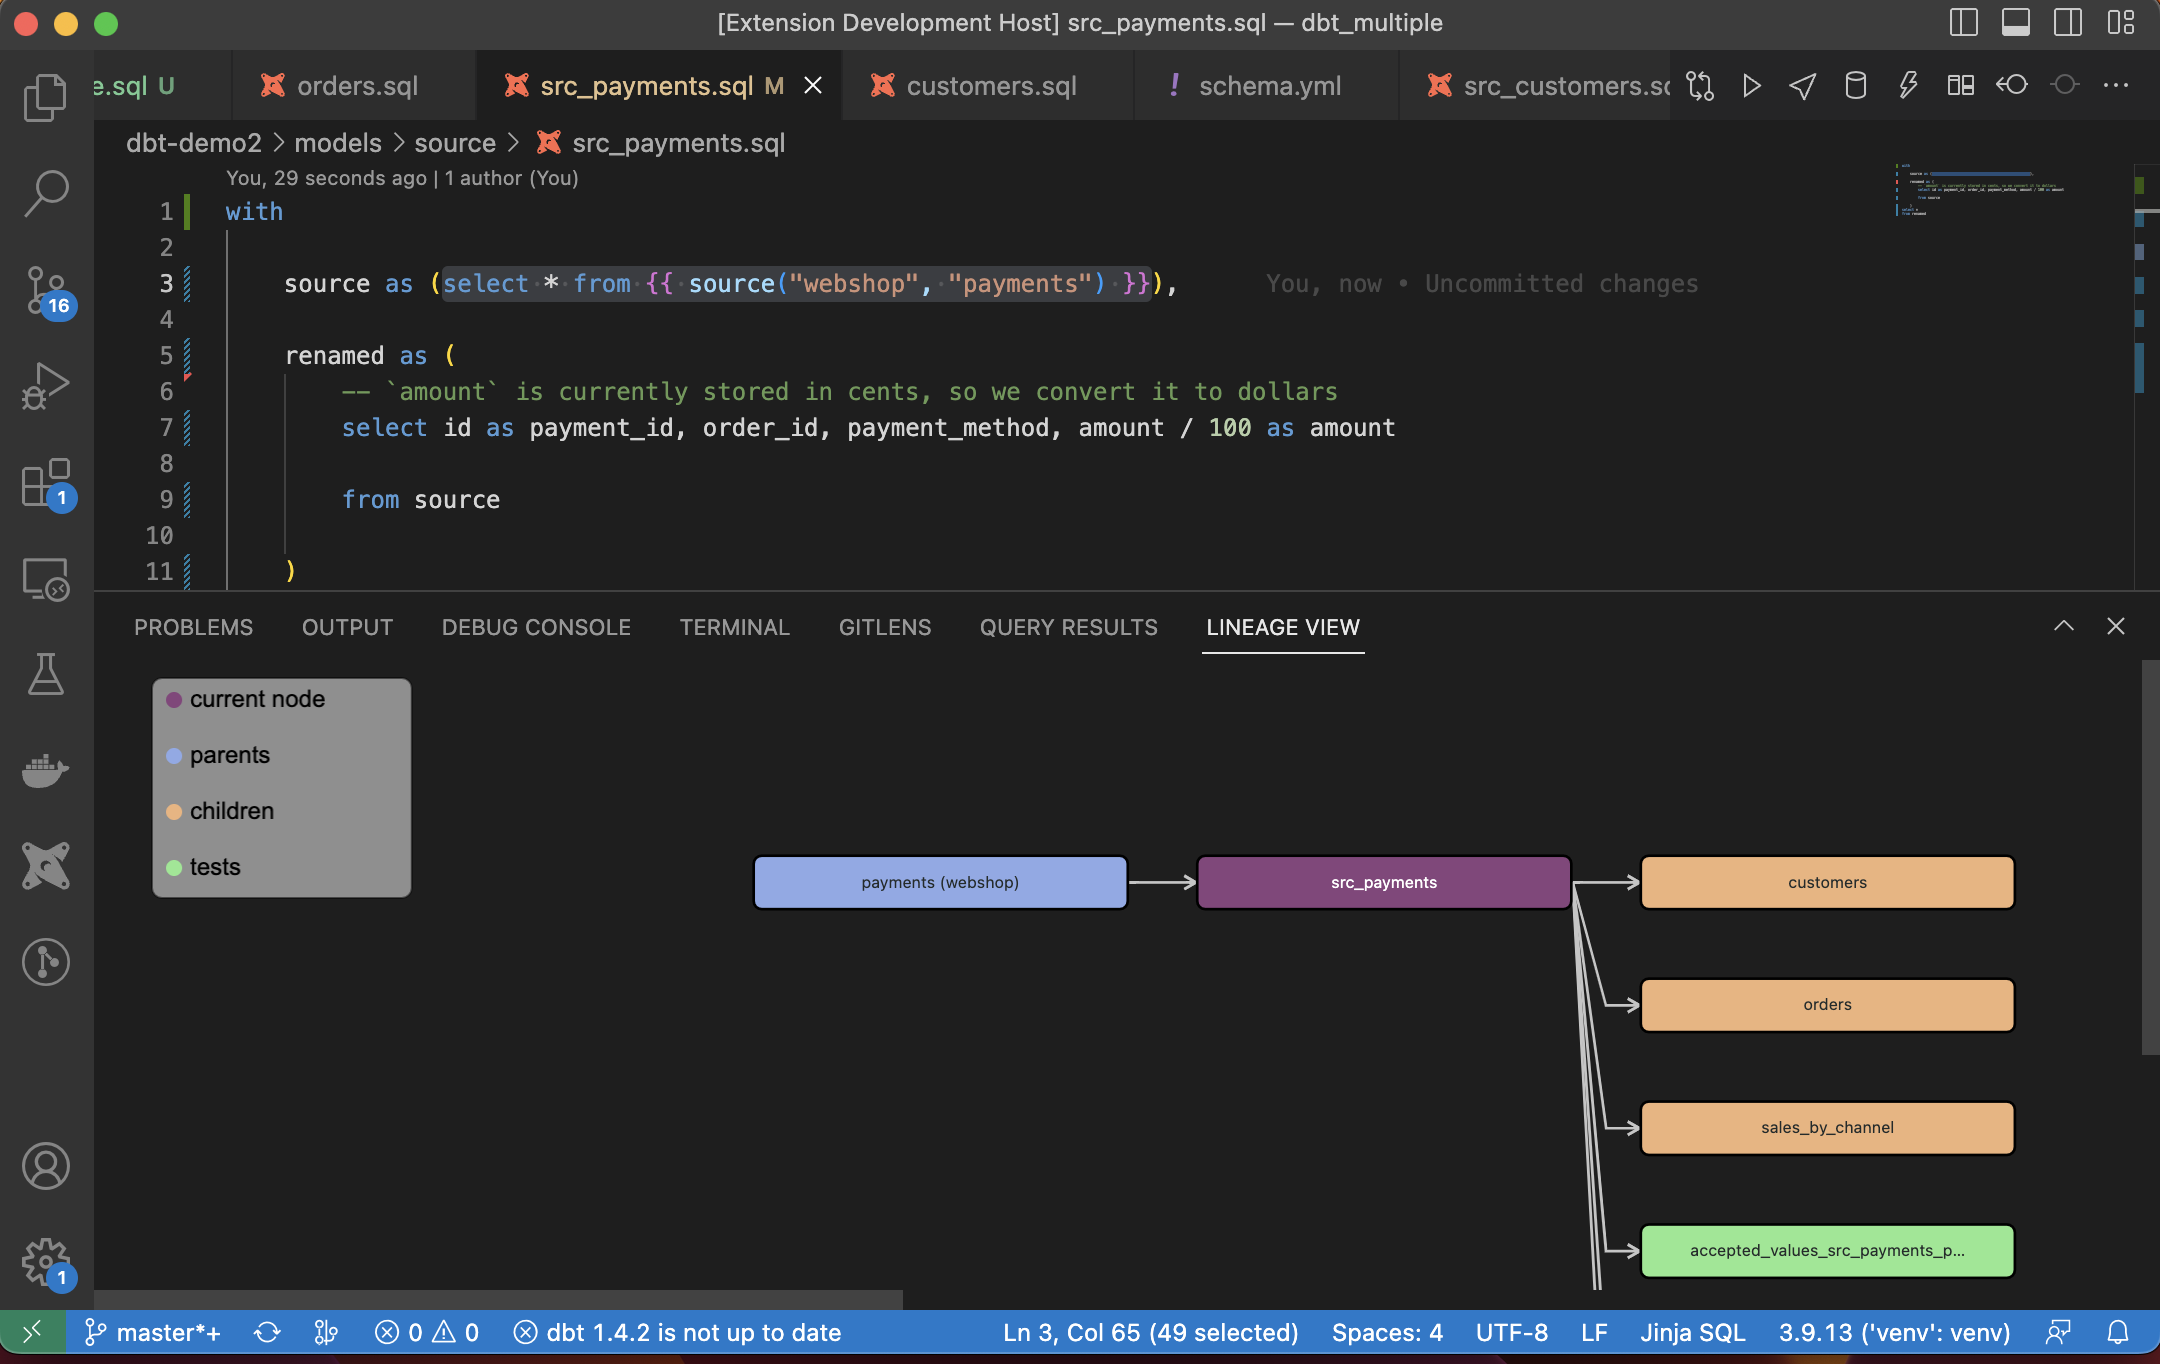 [Extension Development Host] src_payments.sql — dbt_multiple
e.sql U
orders.sql
src_payments.sql M
customers.sql
! schema.yml
src_customers.sc
dbt-demo2 > models > source > src_payments.sql
You, 29 seconds ago | 1 author (You)
1 with
2
3 source as (select * from {{ source("webshop", "payments") }}), You, now • Uncommitted changes
4
5 renamed as (
6 -- `amount` is currently stored in cents, so we convert it to dollars
7 select id as payment_id, order_id, payment_method, amount / 100 as amount
8
9 from source
10
11 )
16
1
1
PROBLEMS OUTPUT DEBUG CONSOLE TERMINAL GITLENS QUERY RESULTS LINEAGE VIEW
current node
parents
children
tests
payments (webshop)
src_payments
customers
orders
sales_by_channel
accepted_values_src_payments_p...
master*+ 0 0 dbt 1.4.2 is not up to date Ln 3, Col 65 (49 selected) Spaces: 4 UTF-8 LF Jinja SQL 3.9.13 ('venv': venv)